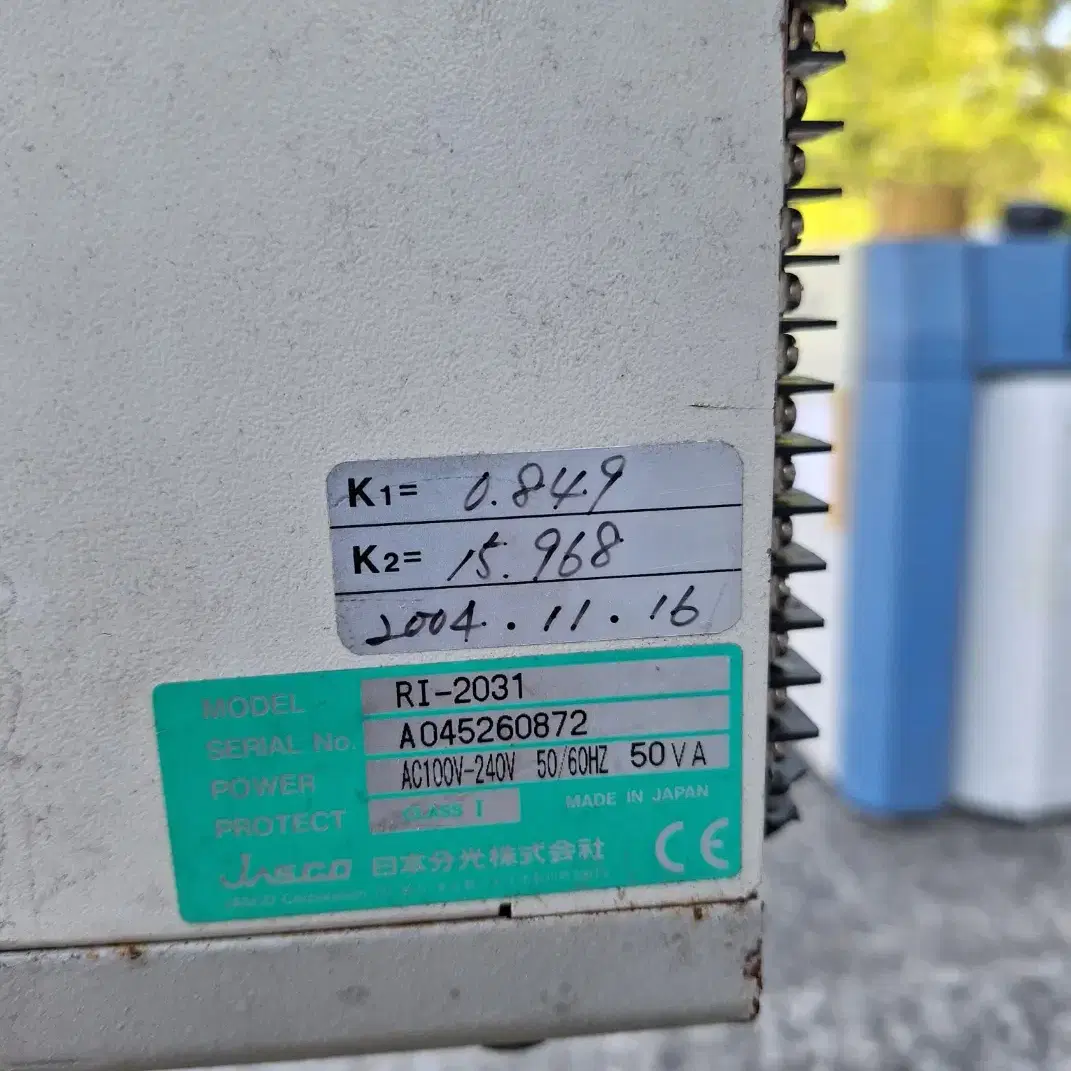 K1= 0.849
K2= 15.968
2004.11.16
MODEL RI-2031
SERIAL No. A045260872
POWER AC100V-240V 50/60HZ 50VA
PROTECT CLASS I MADE IN JAPAN
Jasco 日本分光株式会社 CE